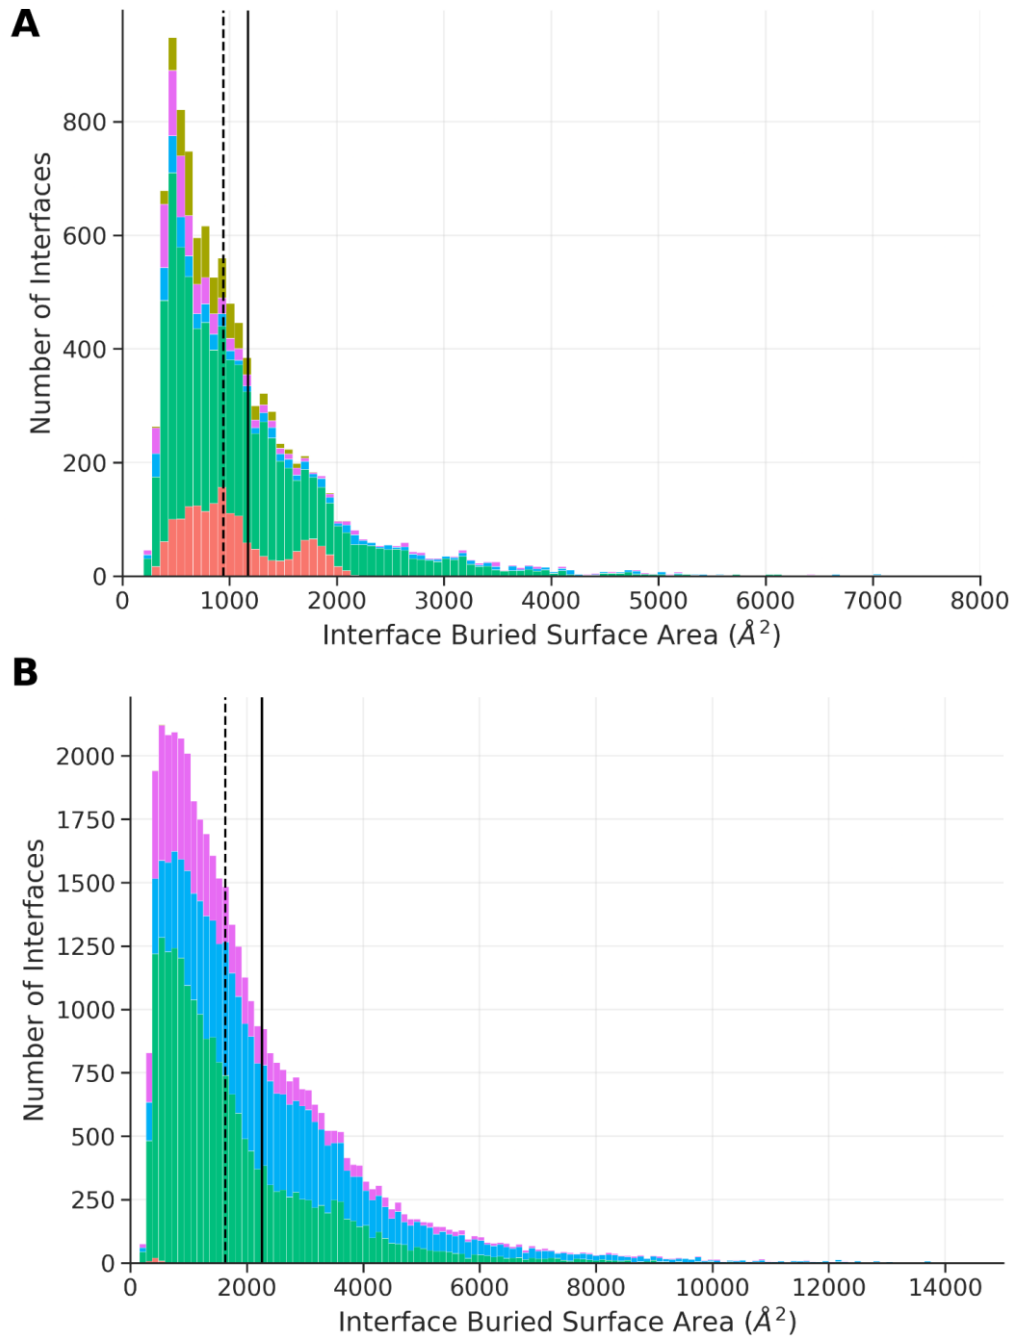 A
800
600
400
200
0
Number of Interfaces
0 1000 2000 3000 4000 5000 6000 7000 8000
Interface Buried Surface Area (Å²)
B
2000
1750
1500
1250
1000
750
500
250
0
Number of Interfaces
0 2000 4000 6000 8000 10000 12000 14000
Interface Buried Surface Area (Å²)